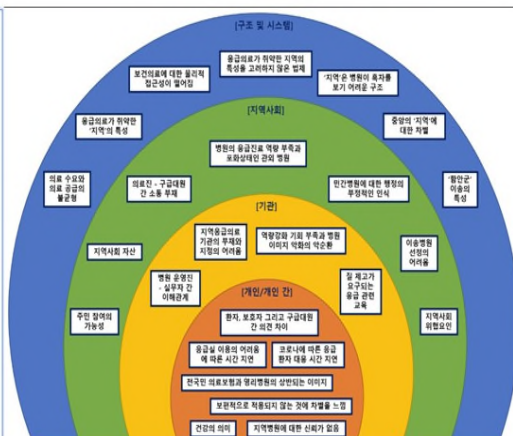 [구조 및 시스템]
응급의료가 취약한 지역의
특성을 고려하지 않은 법제
보건의료에 대한 물리적
접근성이 떨어짐
'지역'은 병원이 흑자를
보기 어려운 구조
응급의료가 취약한
'지역'의 특성
중앙의 '지역'에
대한 차별
의료 수요와
의료 공급의
불균형
'함안군'
이송의
특성
[지역사회]
병원의 응급진료 역량 부족과
포화상태인 관외 병원
의료진 - 구급대원
간 소통 부재
민간병원에 대한 행정의
부정적인 인식
지역사회 자산
이송병원
선정의
어려움
주민 참여의
가능성
지역사회
위협요인
[기관]
지역응급의료
기관의 부재와
지정의 어려움
역량강화 기회 부족과 병원
이미지 악화의 악순환
병원 운영진
- 실무자 간
이해관계
질 제고가
요구되는
응급 관련
교육
[개인/개인 간]
환자, 보호자 그리고 구급대원
간 의견 차이
응급실 이용의 어려움
에 따른 시간 지연
코로나에 따른 응급
환자 대응 시간 지연
전국민 의료보험과 영리병원의 상반되는 이미지
보편적으로 적용되지 않는 것에 차별을 느낌
건강의 의미
지역병원에 대한 신뢰가 없음